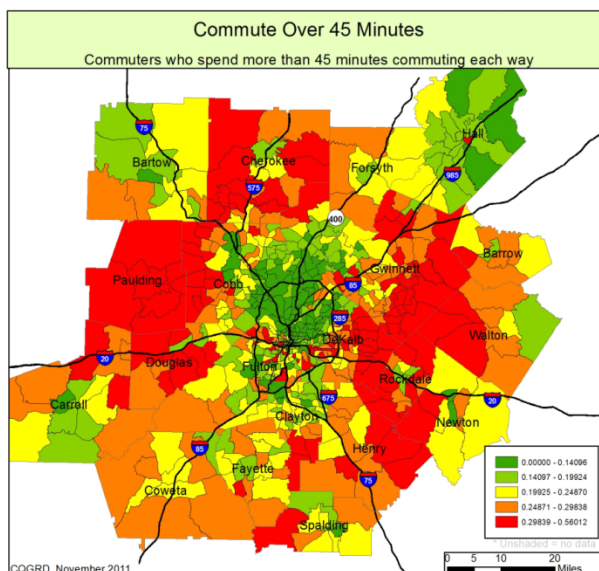 Commute Over 45 Minutes
Commuters who spend more than 45 minutes commuting each way
75
Hall
Bartow
Cherokee
Forsyth
985
575
400
Barrow
Gwinnett
Paulding
Cobb
85
285
DeKalb
Walton
20
Douglas
Fulton
Rockdale
Carroll
675
Newton
20
Clayton
85
Henry
Fayette
75
Coweta
Spalding
0.00000 - 0.14096
0.14097 - 0.19924
0.19925 - 0.24870
0.24871 - 0.29838
0.29839 - 0.56012
* Unshaded = no data
0 5 10 20
Miles
CQGRD, November 2011